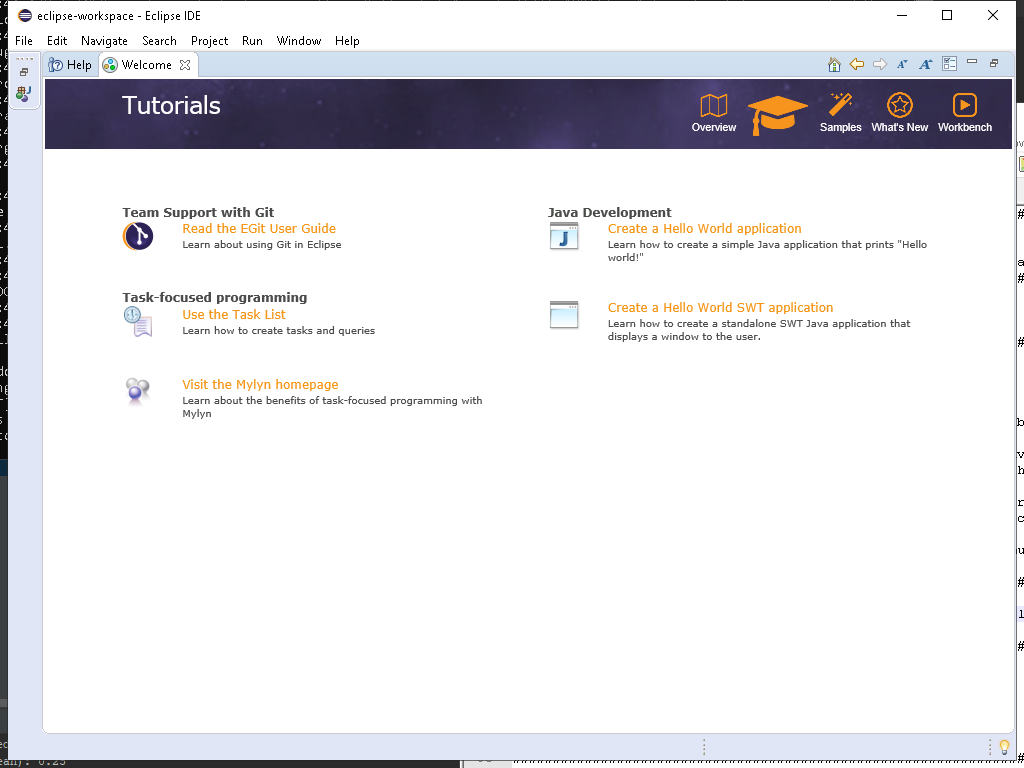 eclipse-workspace - Eclipse IDE
File Edit Navigate Search Project Run Window Help
Help Welcome
Tutorials
Overview
Samples
What's New
Workbench
Team Support with Git
Read the EGit User Guide
Learn about using Git in Eclipse
Task-focused programming
Use the Task List
Learn how to create tasks and queries
Visit the Mylyn homepage
Learn about the benefits of task-focused programming with
Mylyn
Java Development
Create a Hello World application
Learn how to create a simple Java application that prints "Hello
world!"
Create a Hello World SWT application
Learn how to create a standalone SWT Java application that
displays a window to the user.